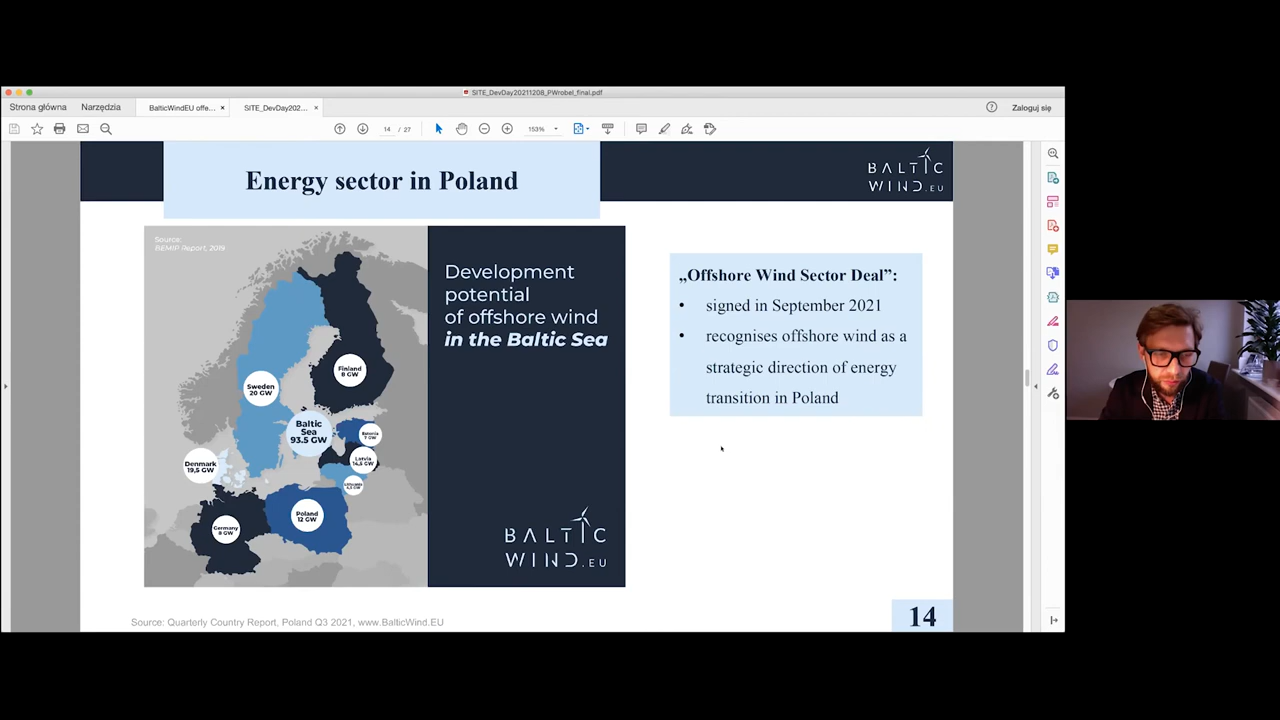 SITE_DevDay20211208_PWrobel_final.pdf
Strona główna
Narzędzia
BalticWindEU offe...
SITE_DevDay202...
Zaloguj się
14 / 27
153%
Energy sector in Poland
BALTIC
WIND.EU
Source:
BEMIP Report, 2019
Development
potential
of offshore wind
in the Baltic Sea
Finland
8 GW
Sweden
20 GW
Baltic
Sea
93.5 GW
Estonia
7 GW
Latvia
14,5 GW
Denmark
19,5 GW
Lithuania
Poland
12 GW
Germany
8 GW
BALTIC
WIND.EU
„Offshore Wind Sector Deal”:
• signed in September 2021
• recognises offshore wind as a
strategic direction of energy
transition in Poland
Source: Quarterly Country Report, Poland Q3 2021, www.BalticWind.EU
14